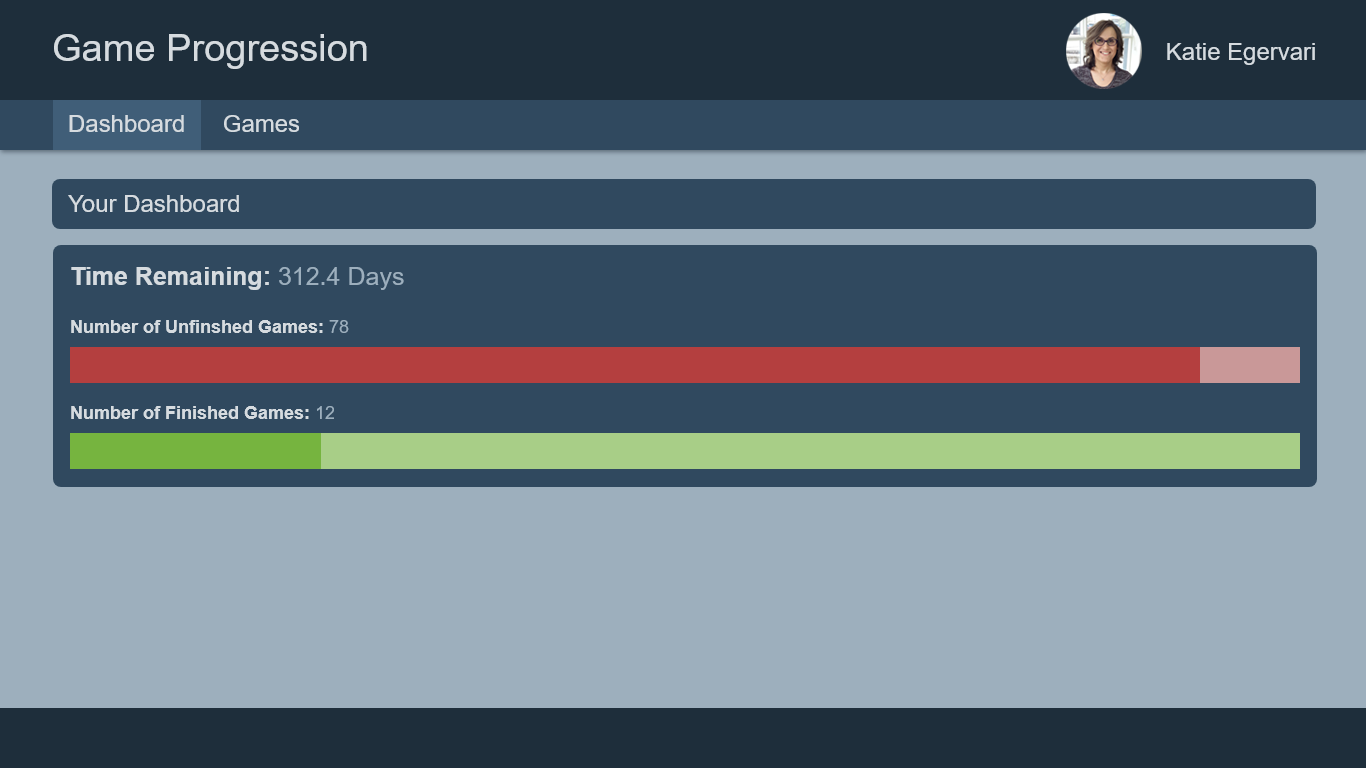 Game Progression
Katie Egervari
Dashboard
Games
Your Dashboard
Time Remaining: 312.4 Days
Number of Unfinshed Games: 78
Number of Finished Games: 12